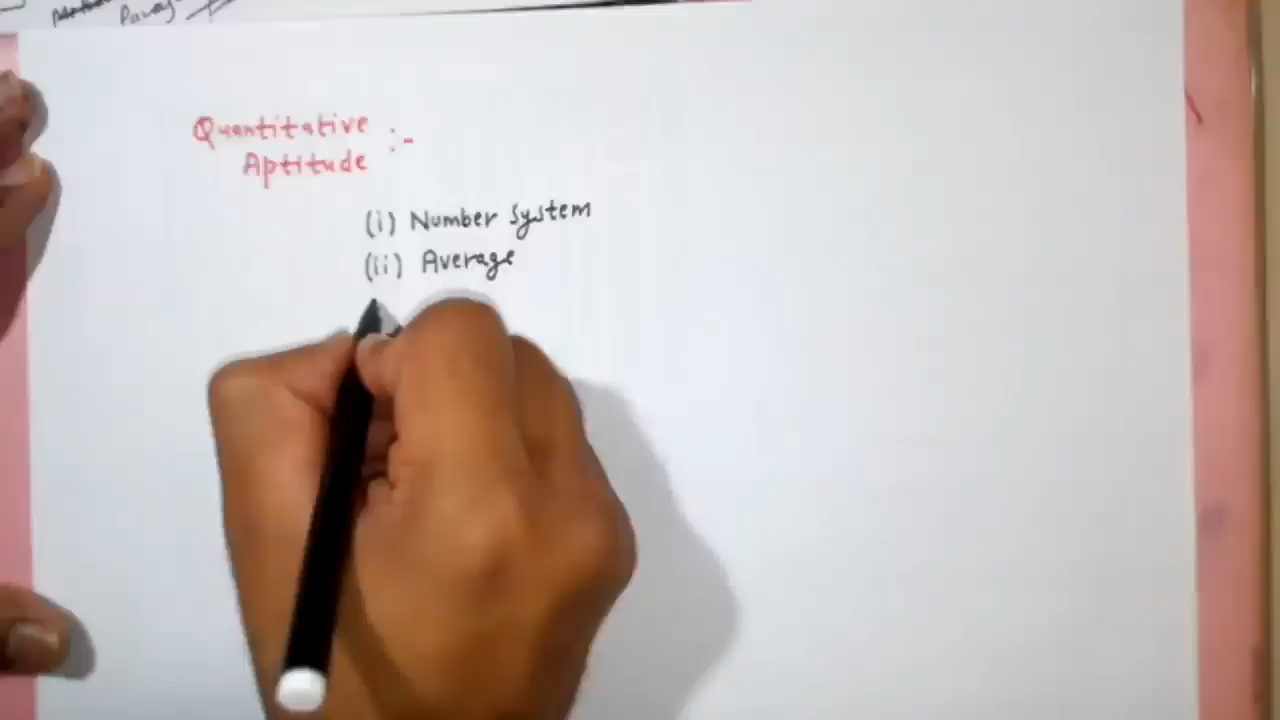 Quantitative
Aptitude :-
(i) Number System
(ii) Average